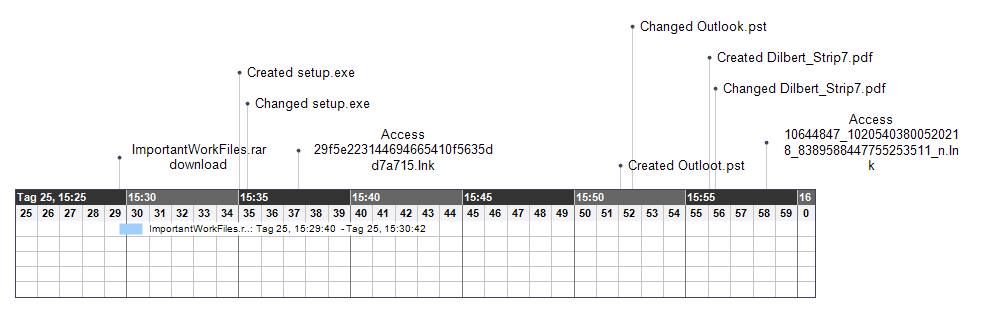 Changed Outlook.pst
Created Dilbert_Strip7.pdf
Created setup.exe
Changed Dilbert_Strip7.pdf
Changed setup.exe
Access
10644847_1020540380052021
8_8389588447755253511_n.ln
k
Access
29f5e223144694665410f5635d
d7a715.lnk
ImportantWorkFiles.rar
download
Created Outloot.pst
Tag 25, 15:25 15:30 15:35 15:40 15:45 15:50 15:55 16
25 26 27 28 29 30 31 32 33 34 35 36 37 38 39 40 41 42 43 44 45 46 47 48 49 50 51 52 53 54 55 56 57 58 59 0
ImportantWorkFiles.r..: Tag 25, 15:29:40 - Tag 25, 15:30:42